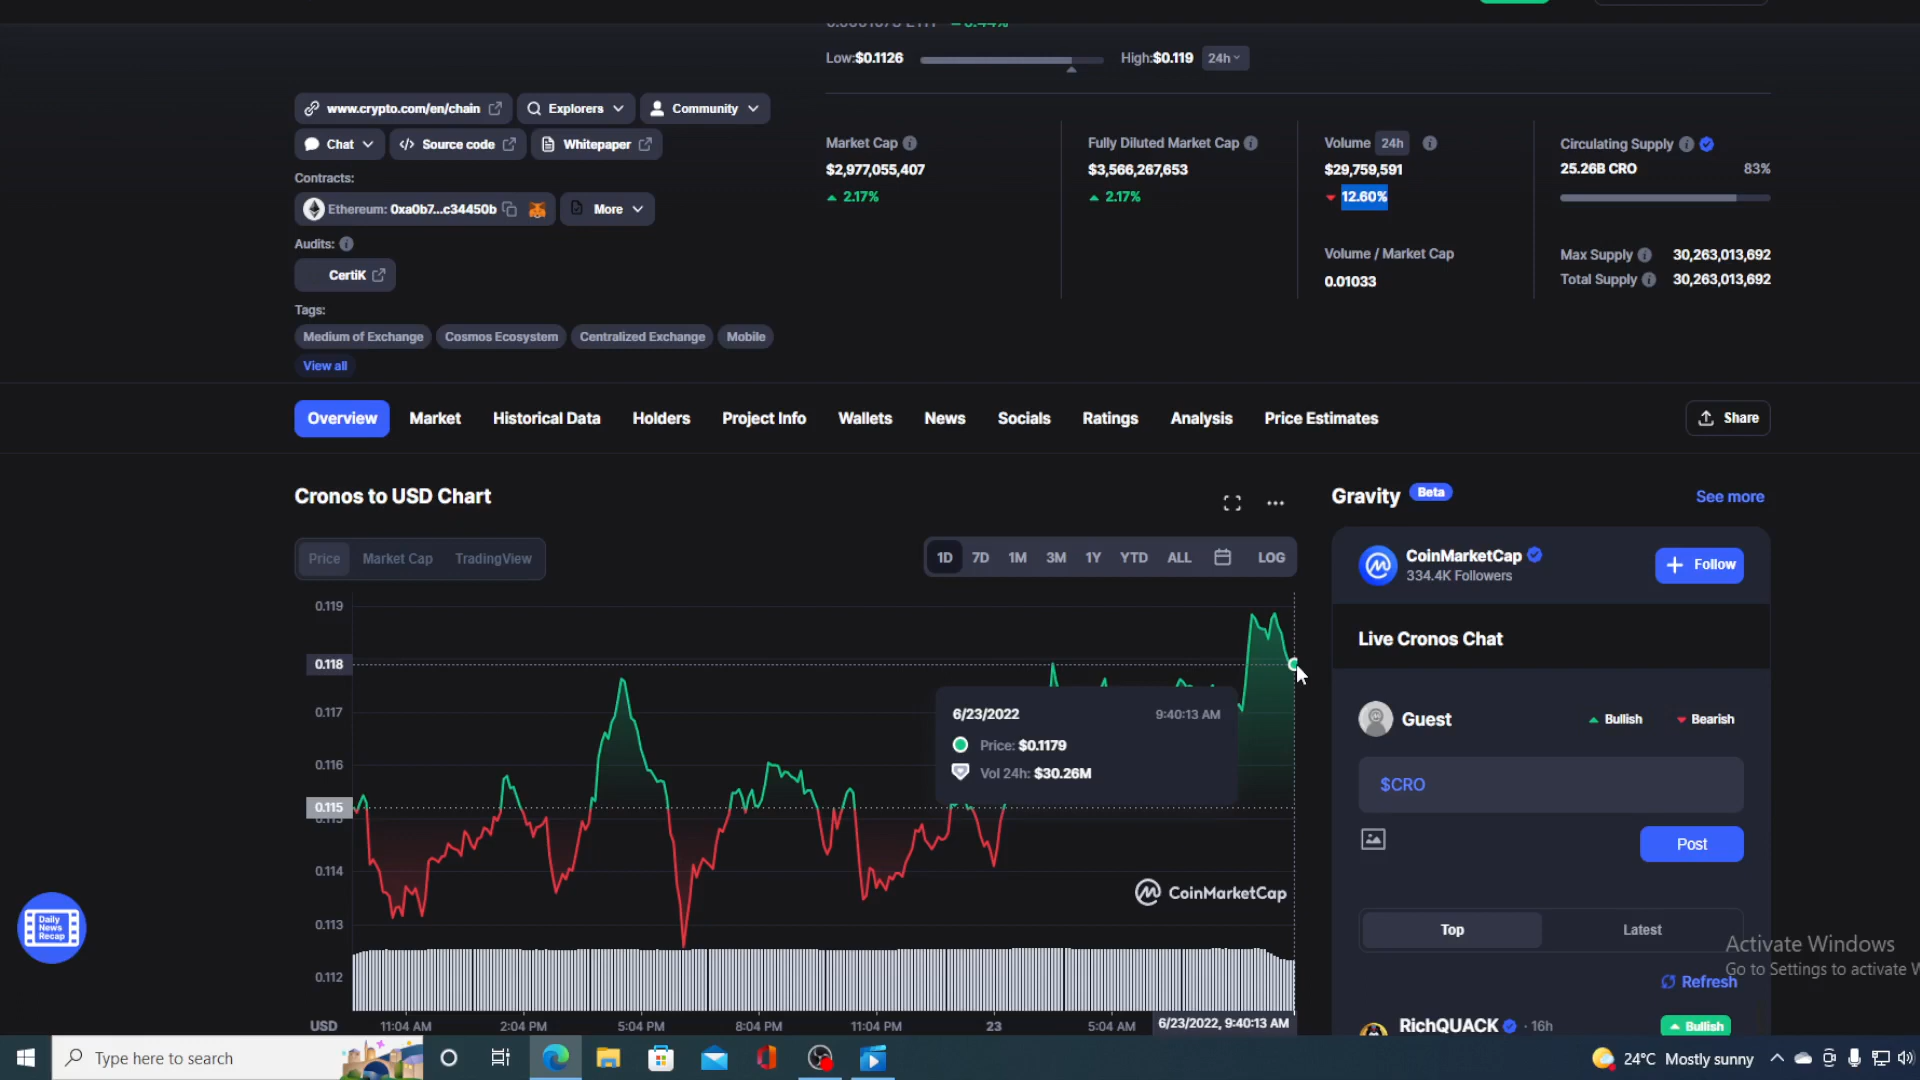 Low:$0.1126 High:$0.119 24h
www.crypto.com/en/chain Explorers Community
Chat Source code Whitepaper
Contracts:
Ethereum: 0xa0b7...c34450b More
Audits:
CertiK
Tags:
Medium of Exchange Cosmos Ecosystem Centralized Exchange Mobile
View all
Market Cap
$2,977,055,407
2.17%
Fully Diluted Market Cap
$3,566,267,653
2.17%
Volume 24h
$29,759,591
12.60%
Volume / Market Cap
0.01033
Circulating Supply
25.26B CRO 83%
Max Supply 30,263,013,692
Total Supply 30,263,013,692
Overview Market Historical Data Holders Project Info Wallets News Socials Ratings Analysis Price Estimates Share
Cronos to USD Chart
Price Market Cap TradingView
1D 7D 1M 3M 1Y YTD ALL LOG
0.119
0.118
0.117
0.116
0.115
0.114
0.113
0.112
6/23/2022 9:40:13 AM
Price: $0.1179
Vol 24h: $30.26M
CoinMarketCap
USD 11:04 AM 2:04 PM 5:04 PM 8:04 PM 11:04 PM 23 5:04 AM 6/23/2022, 9:40:13 AM
Daily
News
Recap
Gravity Beta See more
CoinMarketCap
334.4K Followers
Follow
Live Cronos Chat
Guest Bullish Bearish
$CRO
Post
Top Latest
Activate Windows
Go to Settings to activate W
Refresh
RichQUACK · 16h Bullish
Type here to search
24°C Mostly sunny